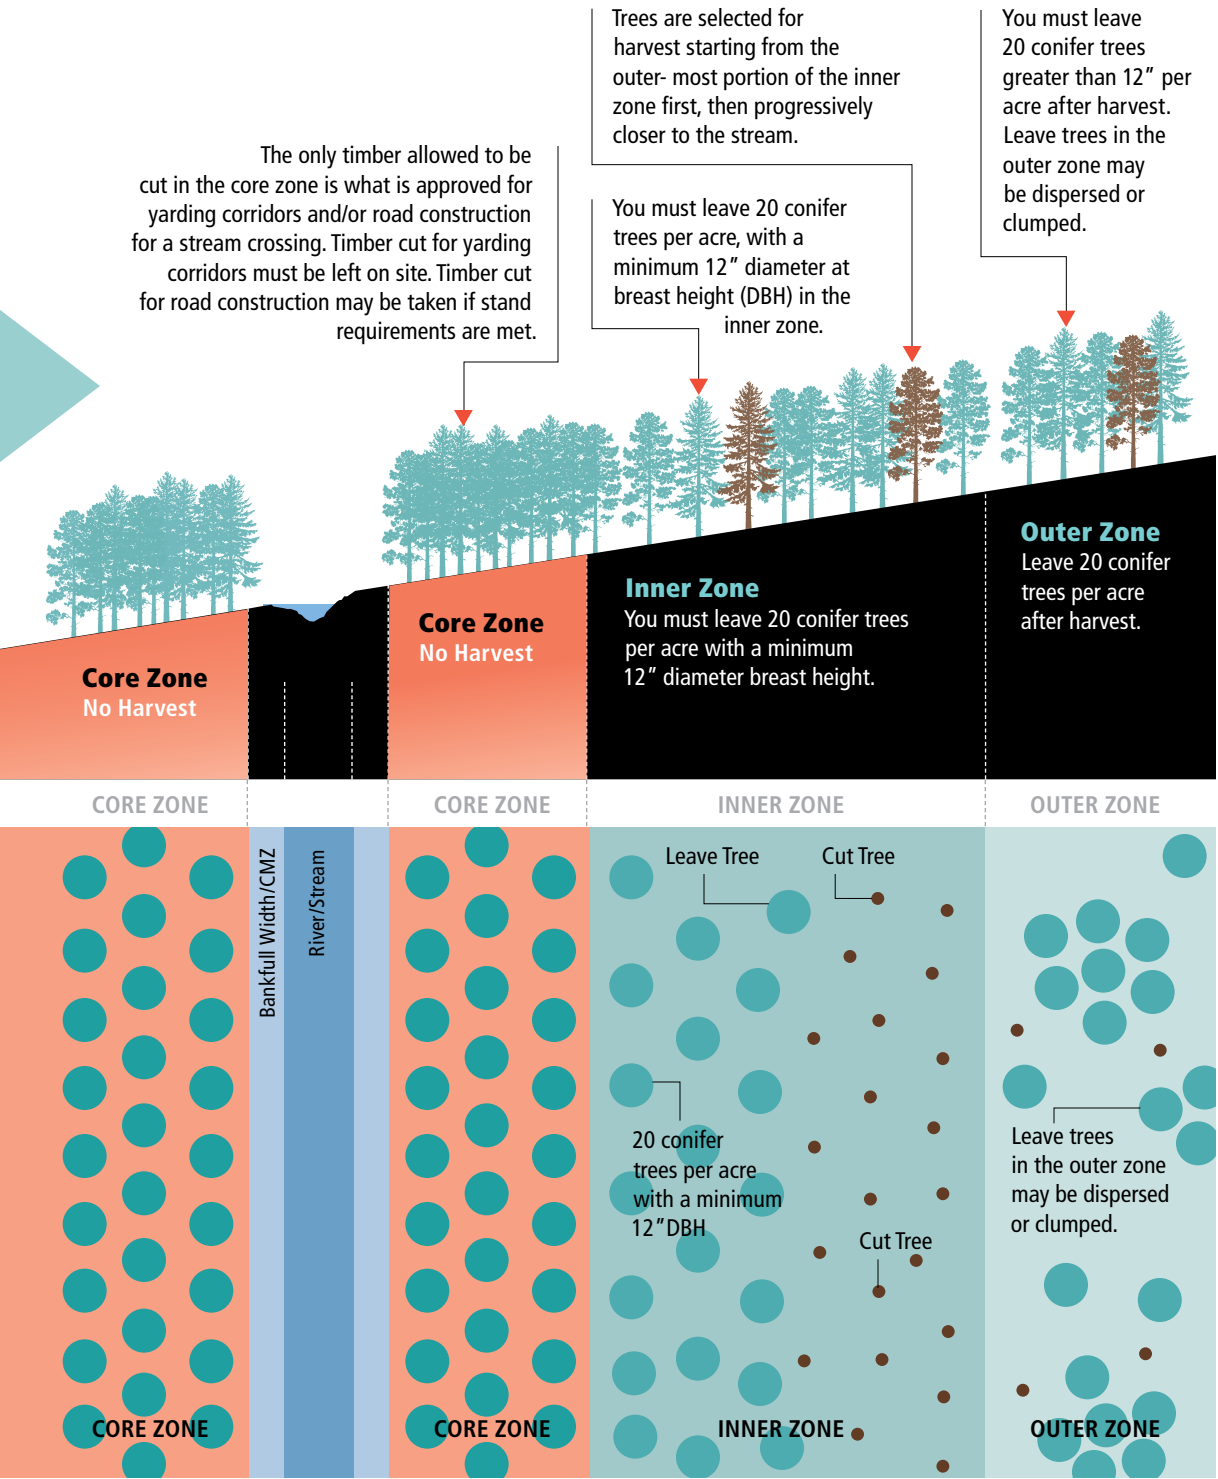 Trees are selected for
harvest starting from the
outer- most portion of the inner
zone first, then progressively
closer to the stream.
You must leave
20 conifer trees
greater than 12” per
acre after harvest.
Leave trees in the
outer zone may
be dispersed or
clumped.
The only timber allowed to be
cut in the core zone is what is approved for
yarding corridors and/or road construction
for a stream crossing. Timber cut for yarding
corridors must be left on site. Timber cut
for road construction may be taken if stand
requirements are met.
You must leave 20 conifer
trees per acre, with a
minimum 12” diameter at
breast height (DBH) in the
inner zone.
Core Zone
No Harvest
Core Zone
No Harvest
Inner Zone
You must leave 20 conifer trees
per acre with a minimum
12” diameter breast height.
Outer Zone
Leave 20 conifer
trees per acre
after harvest.
CORE ZONE
CORE ZONE
INNER ZONE
OUTER ZONE
Bankfull Width/CMZ
River/Stream
Leave Tree
Cut Tree
20 conifer
trees per acre
with a minimum
12”DBH
Cut Tree
Leave trees
in the outer zone
may be dispersed
or clumped.
CORE ZONE
CORE ZONE
INNER ZONE
OUTER ZONE